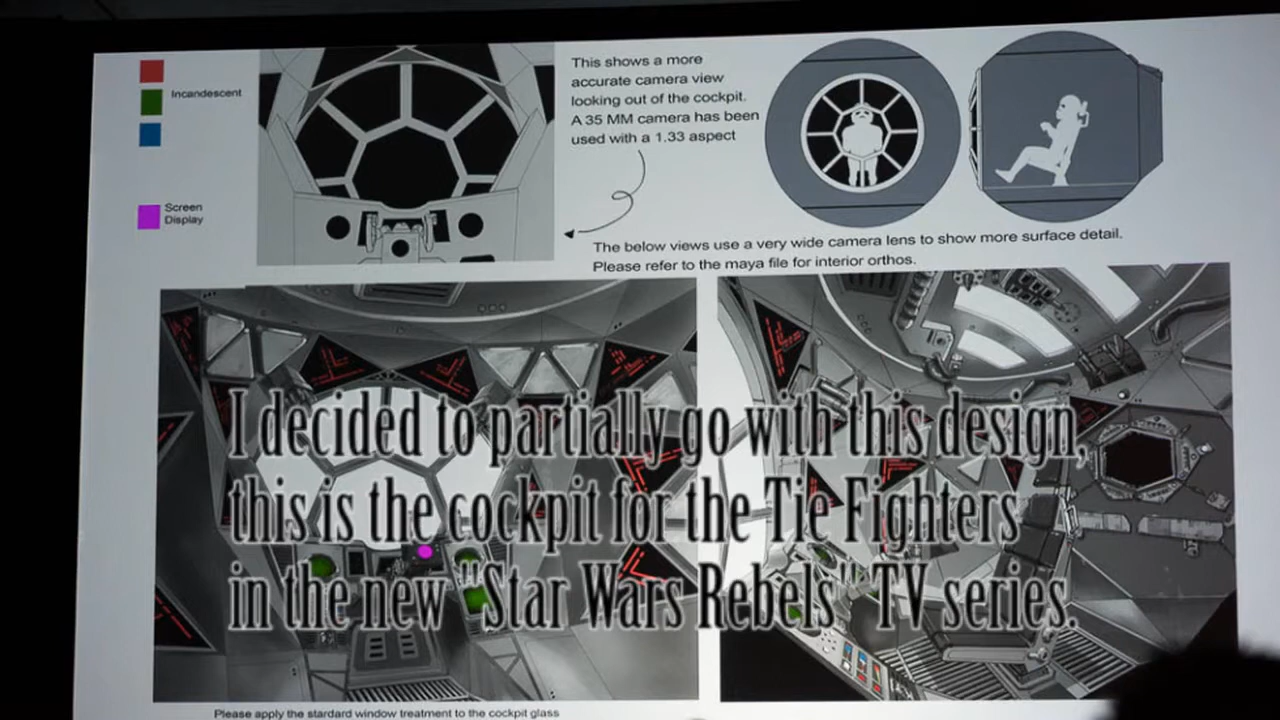 Incandescent
Screen
Display
This shows a more
accurate camera view
looking out of the cockpit.
A 35 MM camera has been
used with a 1.33 aspect
The below views use a very wide camera lens to show more surface detail.
Please refer to the maya file for interior orthos.
I decided to partially go with this design,
this is the cockpit for the Tie Fighters
in the new "Star Wars Rebels" TV series.
Please apply the stardard window treatment to the cockpit glass